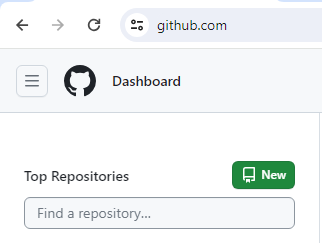 github.com
Dashboard
Top Repositories
New
Find a repository...